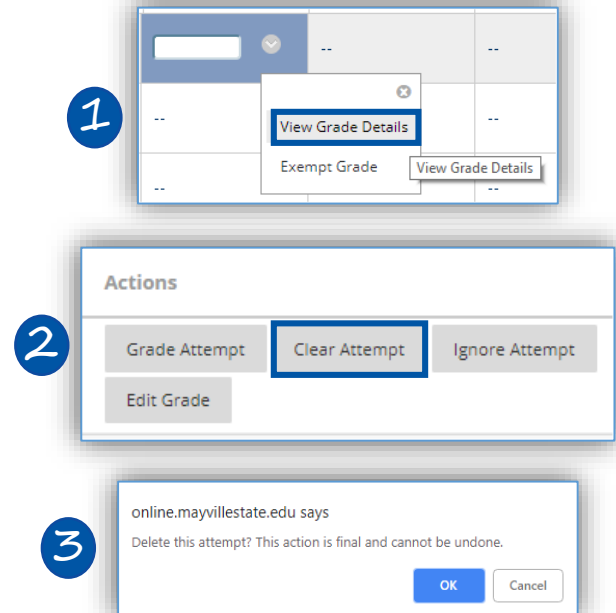 -- --
1
-- View Grade Details --
Exempt Grade View Grade Details
-- --
Actions
2
Grade Attempt Clear Attempt Ignore Attempt
Edit Grade
3
online.mayvillestate.edu says
Delete this attempt? This action is final and cannot be undone.
OK Cancel